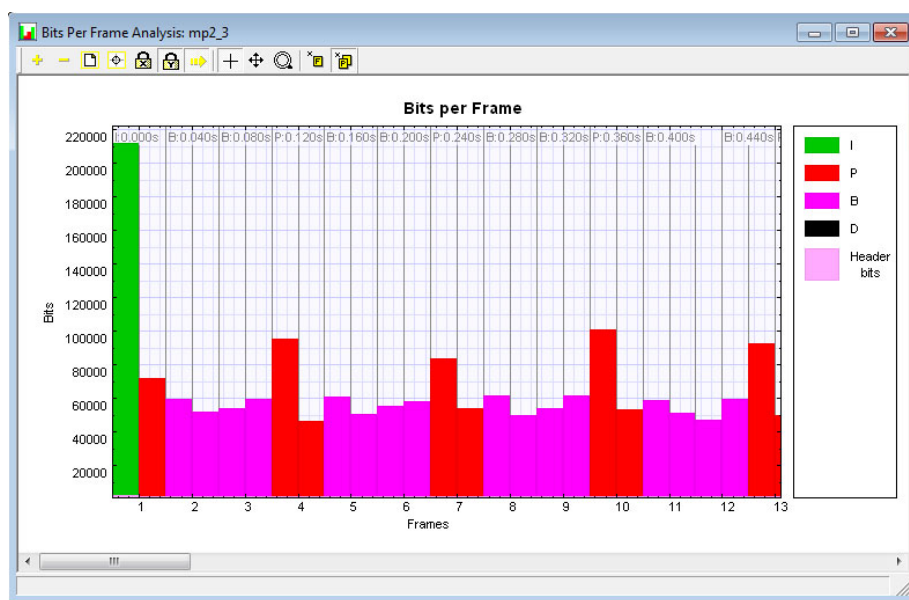 Bits Per Frame Analysis: mp2_3
Bits per Frame
I:0.000s B:0.040s B:0.080s P:0.120s B:0.160s B:0.200s P:0.240s B:0.280s B:0.320s P:0.360s B:0.400s B:0.440s
220000
200000
180000
160000
140000
120000
100000
80000
60000
40000
20000
Bits
1 2 3 4 5 6 7 8 9 10 11 12 13
Frames
I
P
B
D
Header
bits